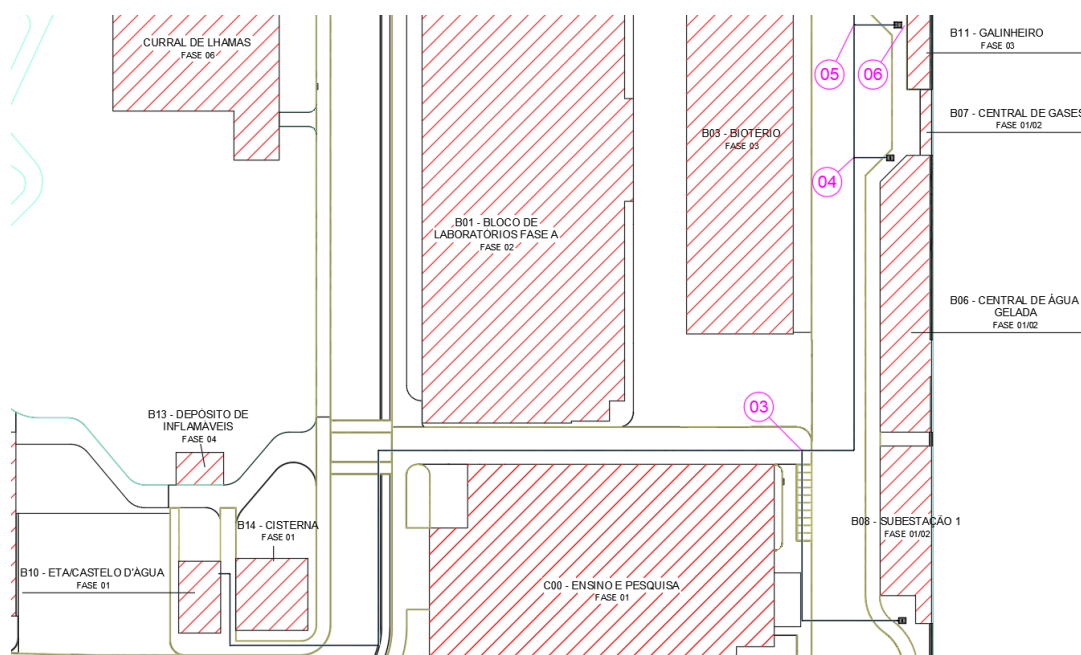 CURRAL DE LHAMAS
FASE 06
B11 - GALINHEIRO
FASE 03
05
06
B07 - CENTRAL DE GASES
FASE 01/02
B03 - BIOTÉRIO
FASE 03
04
B01 - BLOCO DE
LABORATÓRIOS FASE A
FASE 02
B06 - CENTRAL DE ÁGUA
GELADA
FASE 01/02
03
B13 - DEPÓSITO DE
INFLAMÁVEIS
FASE 04
B14 - CISTERNA
FASE 01
B08 - SUBESTAÇÃO 1
FASE 01/02
B10 - ETA/CASTELO D'ÁGUA
FASE 01
C00 - ENSINO E PESQUISA
FASE 01